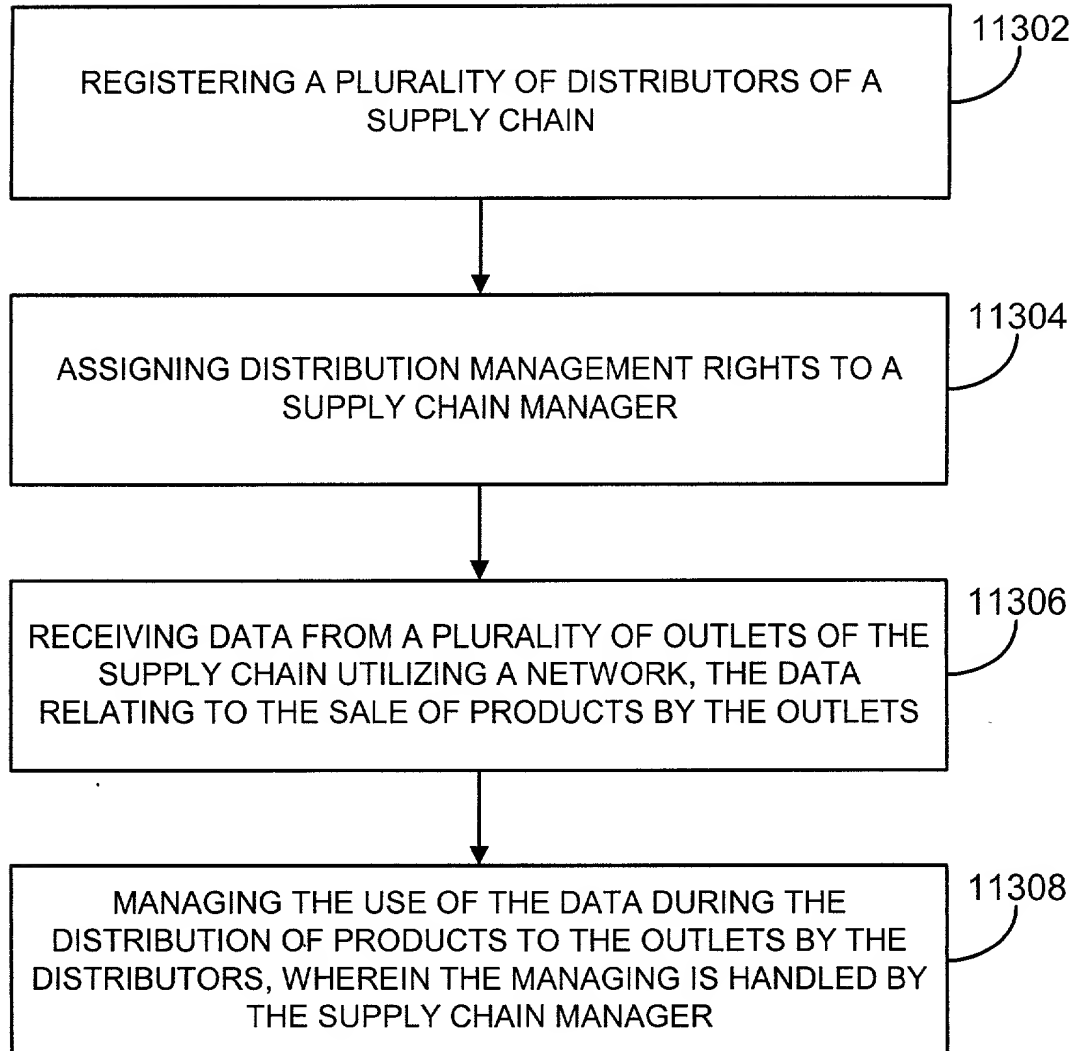 11302
REGISTERING A PLURALITY OF DISTRIBUTORS OF A
SUPPLY CHAIN
11304
ASSIGNING DISTRIBUTION MANAGEMENT RIGHTS TO A
SUPPLY CHAIN MANAGER
11306
RECEIVING DATA FROM A PLURALITY OF OUTLETS OF THE
SUPPLY CHAIN UTILIZING A NETWORK, THE DATA
RELATING TO THE SALE OF PRODUCTS BY THE OUTLETS
11308
MANAGING THE USE OF THE DATA DURING THE
DISTRIBUTION OF PRODUCTS TO THE OUTLETS BY THE
DISTRIBUTORS, WHEREIN THE MANAGING IS HANDLED BY
THE SUPPLY CHAIN MANAGER